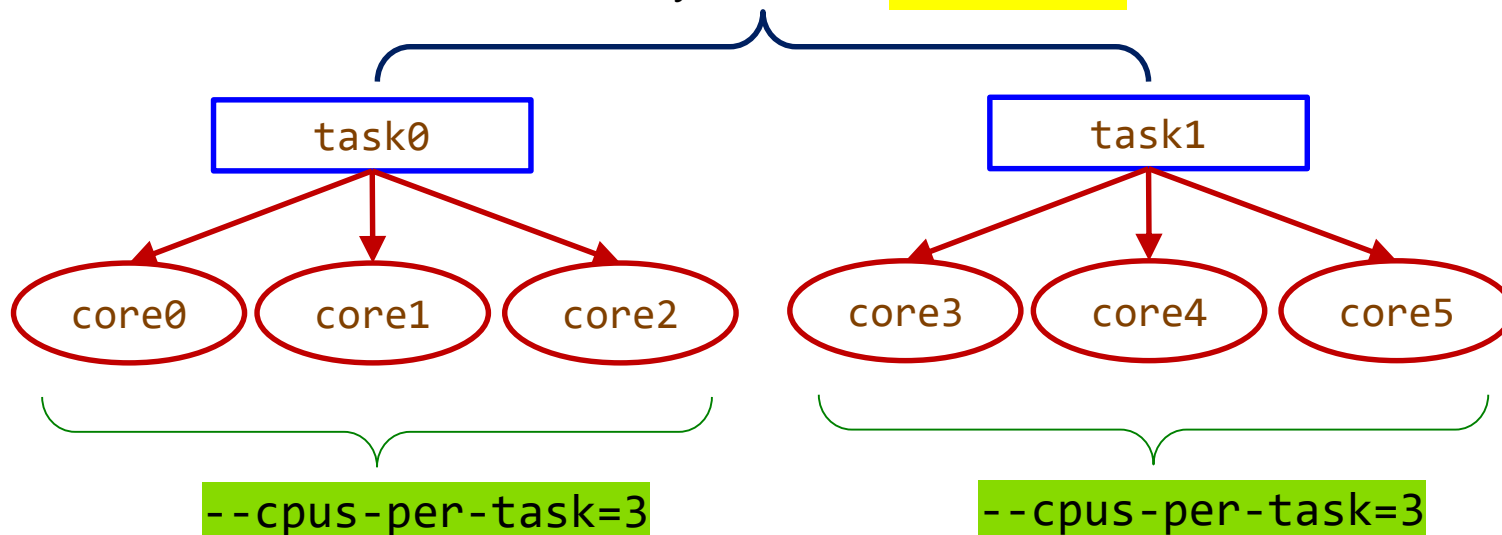 task0 task1
core0 core1 core2 core3 core4 core5
--cpus-per-task=3 --cpus-per-task=3